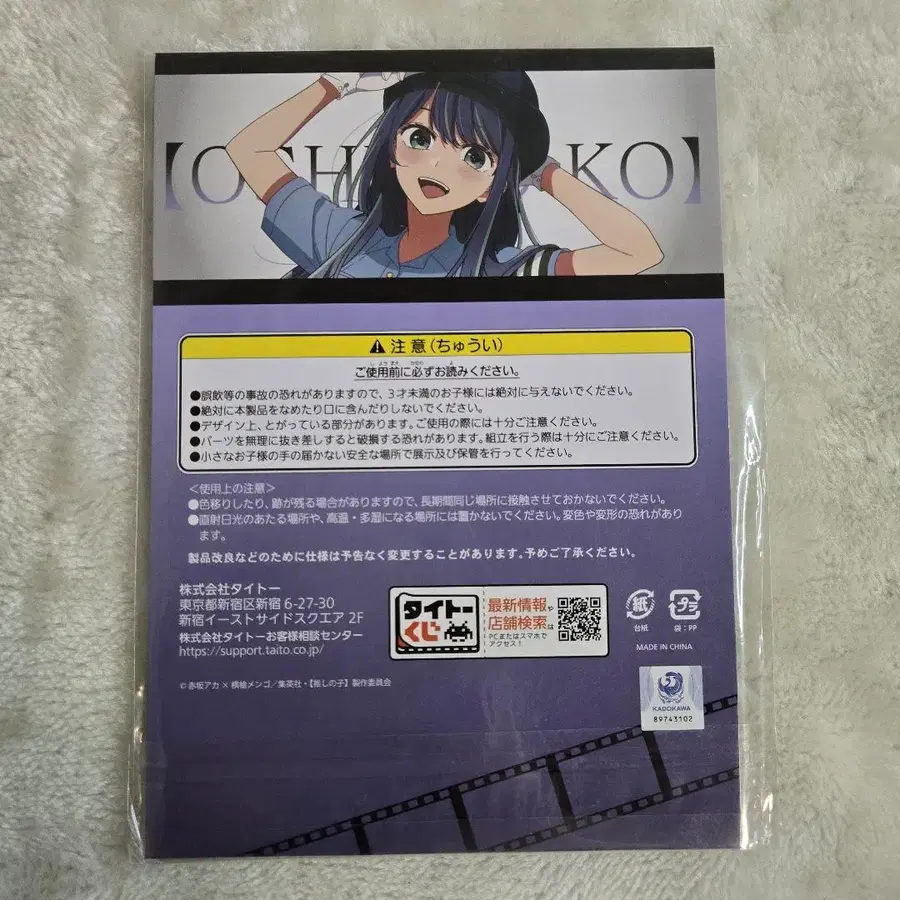 【OSHI KO】
⚠ 注意(ちゅうい)
ご使用前に必ずお読みください。
●誤飲等の事故の恐れがありますので、3才未満のお子様には絶対に与えないでください。
●絶対に本製品をなめたり口に含んだりしないでください。
●デザイン上、とがっている部分があります。ご使用の際には十分ご注意ください。
●パーツを無理に抜き差しすると破損する恐れがあります。組立を行う際は十分にご注意ください。
●小さなお子様の手の届かない安全な場所で展示及び保管を行ってください。
<使用上の注意>
●色移りしたり、跡が残る場合がありますので、長期間同じ場所に接触させておかないでください。
●直射日光のあたる場所や、高温・多湿になる場所には置かないでください。変色や変形の恐れがあり
ます。
製品改良などのために仕様は予告なく変更することがあります。予めご了承ください。
株式会社タイトー
東京都新宿区新宿 6-27-30
新宿イーストサイドスクエア 2F
株式会社タイトーお客様相談センター
https://support.taito.co.jp/
タイトー
くじ
最新情報や
店舗検索は
PCまたはスマホで
アクセス!
紙
台紙
プラ
袋:PP
MADE IN CHINA
©赤坂アカ×横槍メンゴ/集英社・【推しの子】製作委員会
KADOKAWA
89743102